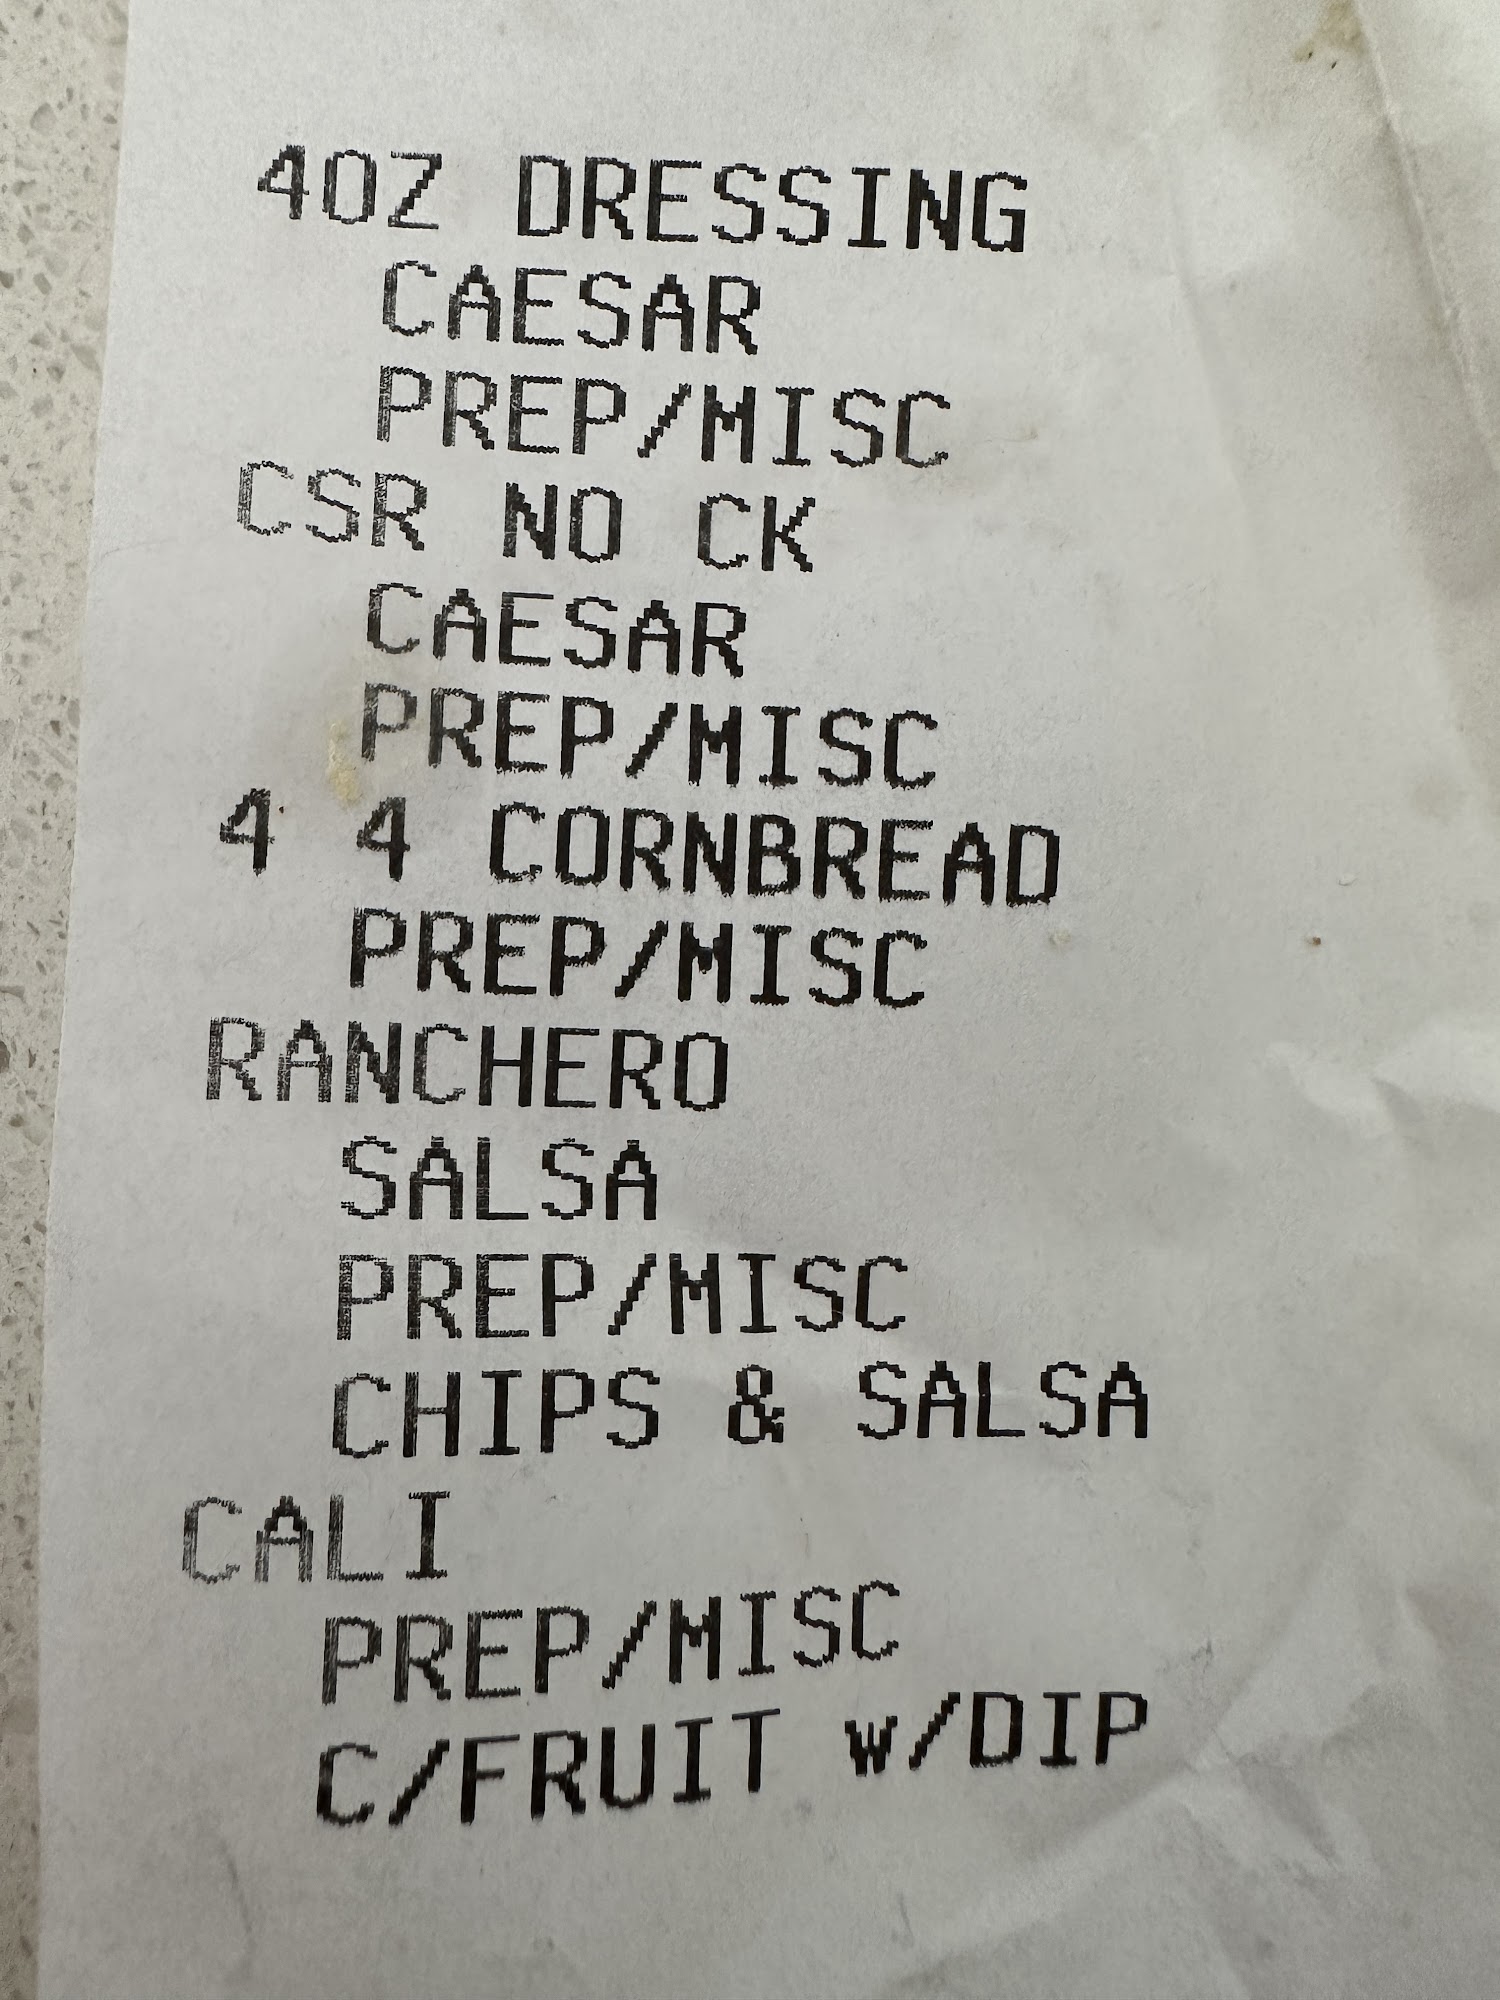 4OZ DRESSING
CAESAR
PREP/MISC
CSR NO CK
CAESAR
PREP/MISC
4 4 CORNBREAD
PREP/MISC
RANCHERO
SALSA
PREP/MISC
CHIPS & SALSA
CALI
PREP/MISC
C/FRUIT w/DIP